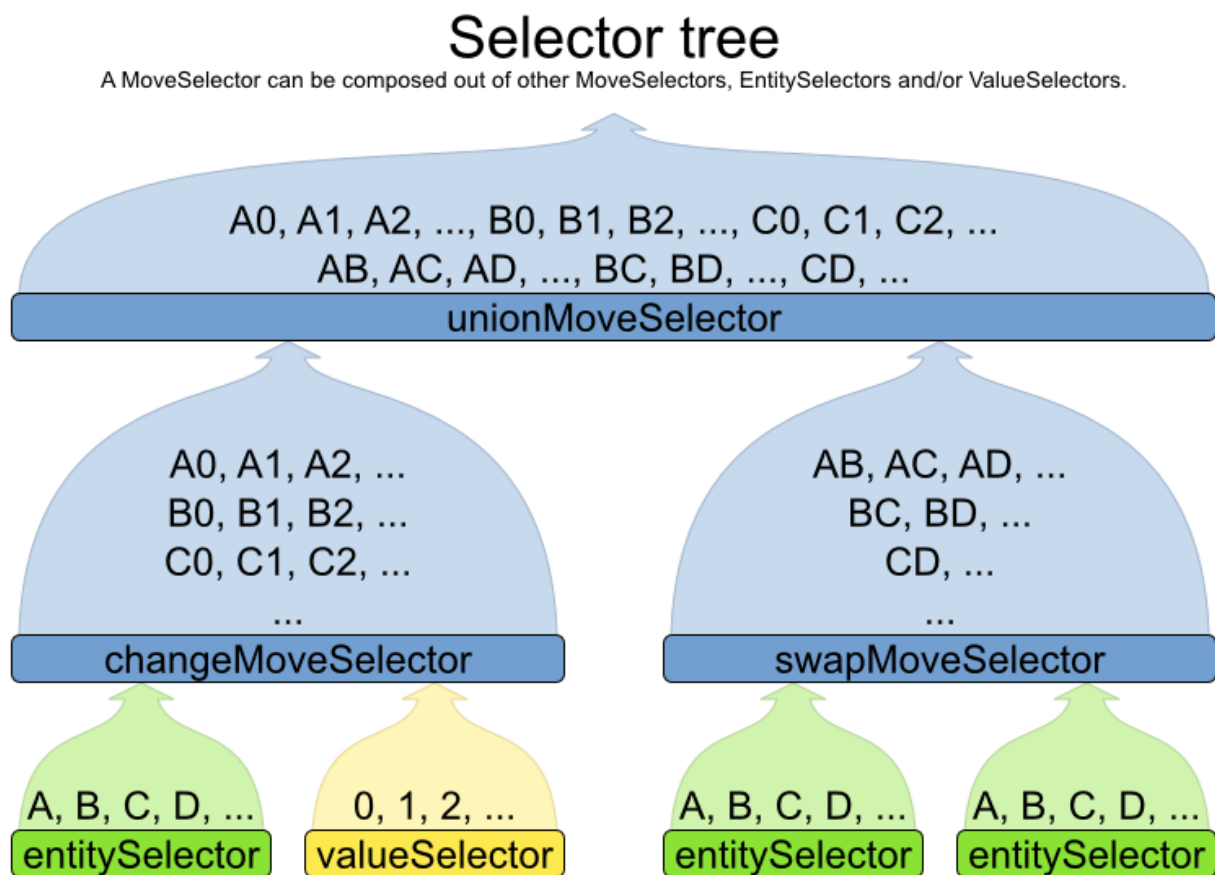 Selector tree
A MoveSelector can be composed out of other MoveSelectors, EntitySelectors and/or ValueSelectors.
A0, A1, A2, ..., B0, B1, B2, ..., C0, C1, C2, ...
AB, AC, AD, ..., BC, BD, ..., CD, ...
unionMoveSelector
A0, A1, A2, ...
B0, B1, B2, ...
C0, C1, C2, ...
...
changeMoveSelector
AB, AC, AD, ...
BC, BD, ...
CD, ...
...
swapMoveSelector
A, B, C, D, ...
entitySelector
0, 1, 2, ...
valueSelector
A, B, C, D, ...
entitySelector
A, B, C, D, ...
entitySelector